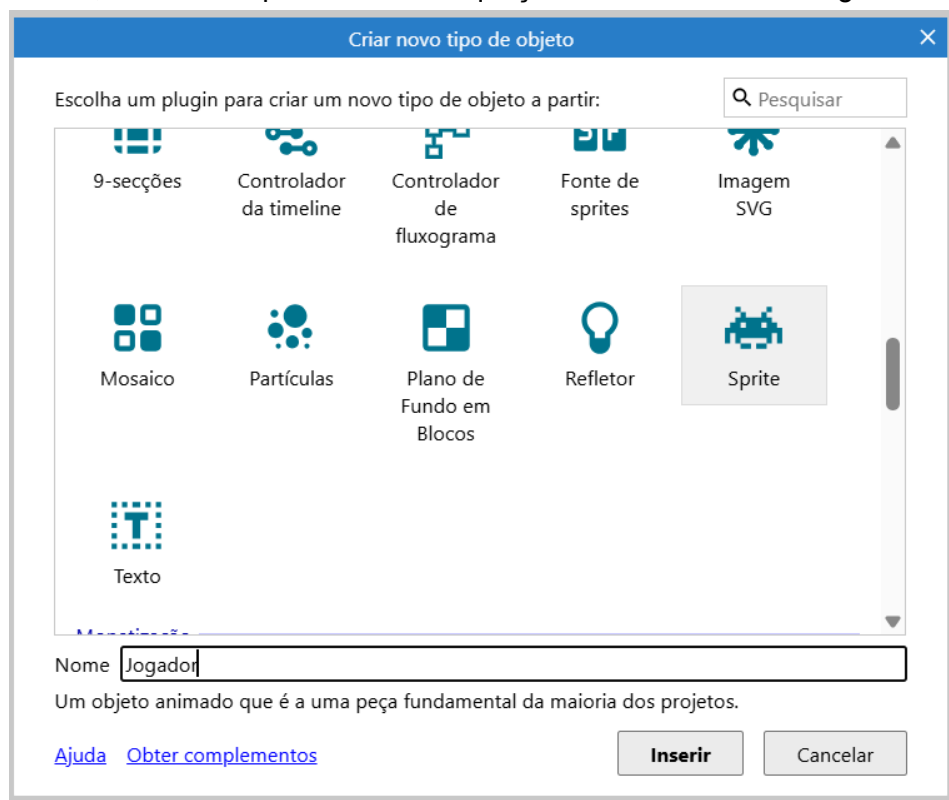 Criar novo tipo de objeto
Escolha um plugin para criar um novo tipo de objeto a partir:
Pesquisar
9-secções
Controlador
da timeline
Controlador
de
fluxograma
Fonte de
sprites
Imagem
SVG
Mosaico
Partículas
Plano de
Fundo em
Blocos
Refletor
Sprite
Texto
Monetização
Nome Jogador
Um objeto animado que é a uma peça fundamental da maioria dos projetos.
Ajuda Obter complementos
Inserir Cancelar